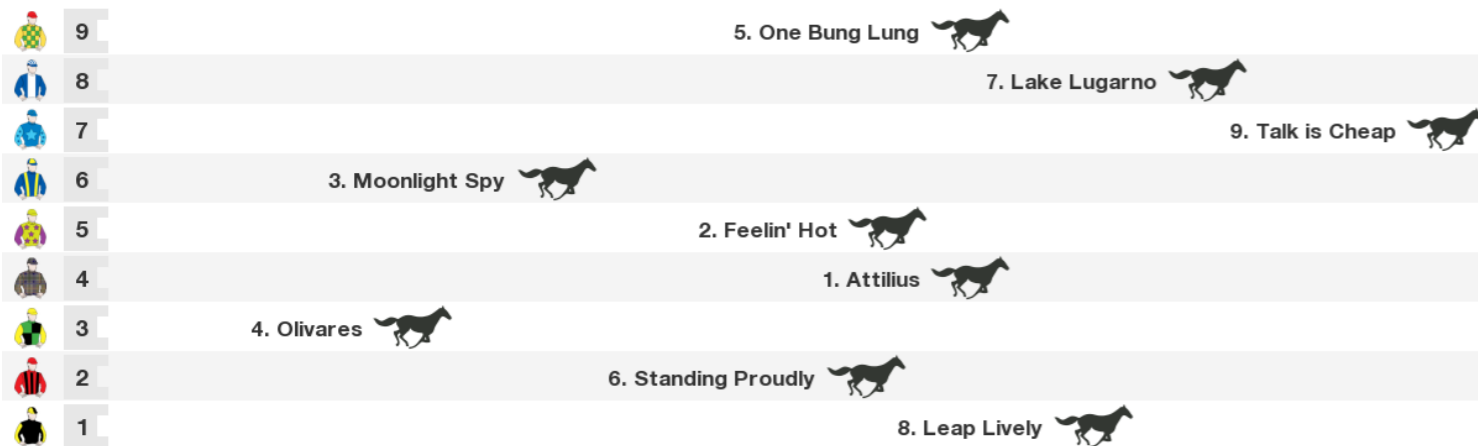 9 5. One Bung Lung
8 7. Lake Lugarno
7 9. Talk is Cheap
6 3. Moonlight Spy
5 2. Feelin' Hot
4 1. Attilius
3 4. Olivares
2 6. Standing Proudly
1 8. Leap Lively